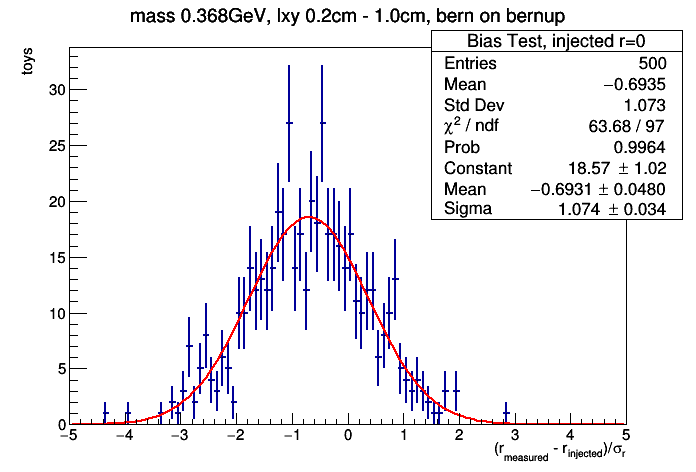 mass 0.368GeV, lxy 0.2cm - 1.0cm, bern on bernup
Bias Test, injected r=0
Entries 500
Mean −0.6935
Std Dev 1.073
χ² / ndf 63.68 / 97
Prob 0.9964
Constant 18.57 ± 1.02
Mean −0.6931 ± 0.0480
Sigma 1.074 ± 0.034
toys
30
25
20
15
10
5
0
−5 −4 −3 −2 −1 0 1 2 3 4 5
(r_measured - r_injected)/σ_r